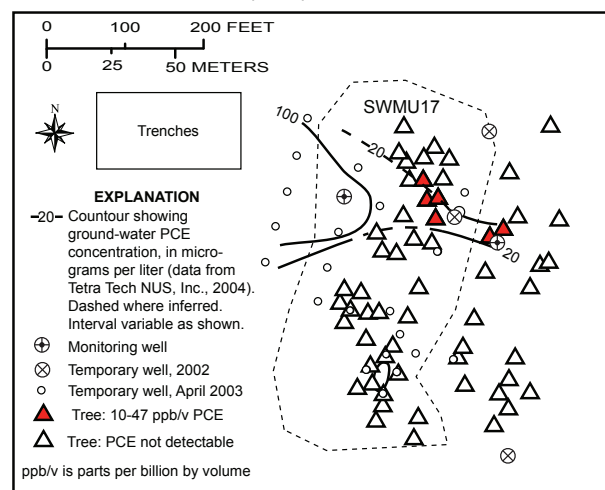 0 100 200 FEET
0 25 50 METERS
N
Trenches
SWMU17
100
20
20
EXPLANATION
20 Countour showing
ground-water PCE
concentration, in micro-
grams per liter (data from
Tetra Tech NUS, Inc., 2004).
Dashed where inferred.
Interval variable as shown.
Monitoring well
Temporary well, 2002
Temporary well, April 2003
Tree: 10-47 ppb/v PCE
Tree: PCE not detectable
ppb/v is parts per billion by volume